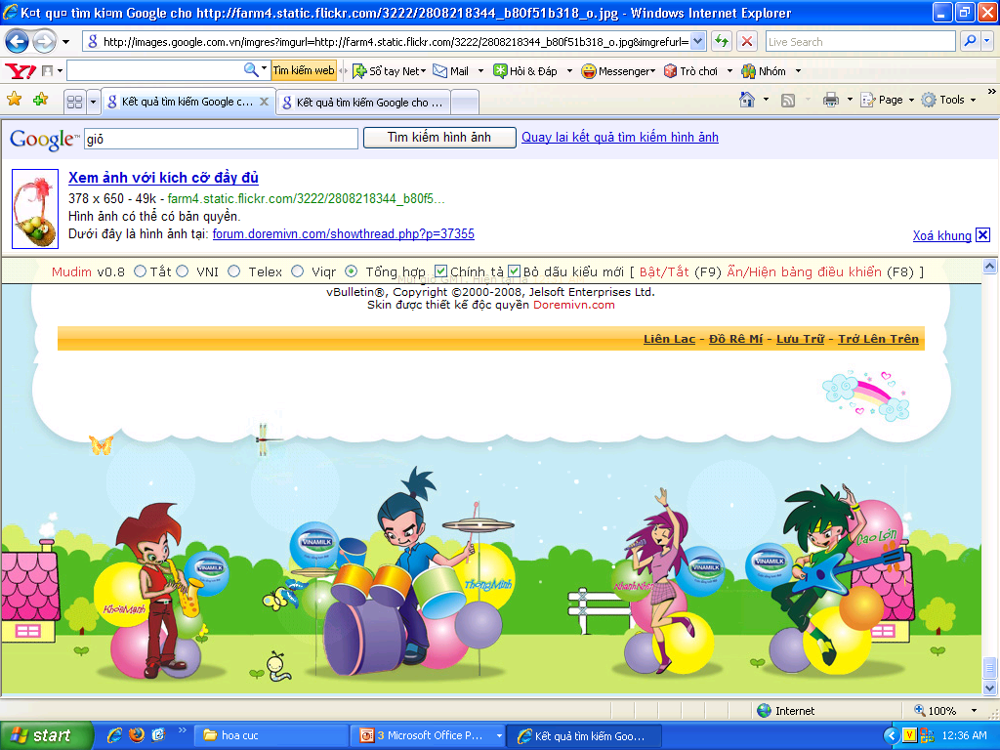 K¤t qu¤ tìm ki¤m Google cho http://farm4.static.flickr.com/3222/2808218344_b80f51b318_o.jpg - Windows Internet Explorer
http://images.google.com.vn/imgres?imgurl=http://farm4.static.flickr.com/3222/2808218344_b80f51b318_o.jpg&imgrefurl=
Live Search
Y! Tìm kiếm web Sổ tay Net Mail Hỏi & Đáp Messenger Trò chơi Nhóm
Kết quả tìm kiếm Google c... Kết quả tìm kiếm Google cho ... Page Tools
Google™ giỏ Tìm kiếm hình ảnh Quay lại kết quả tìm kiếm hình ảnh
Xem ảnh với kích cỡ đầy đủ
378 x 650 - 49k - farm4.static.flickr.com/3222/2808218344_b80f5...
Hình ảnh có thể có bản quyền.
Dưới đây là hình ảnh tại: forum.doremivn.com/showthread.php?p=37355
Xoá khung
Mudim v0.8 Tắt VNI Telex Viqr Tổng hợp Chính tả Bỏ dấu kiểu mới [ Bật/Tắt (F9) Ẩn/Hiện bảng điều khiển (F8) ]
vBulletin®, Copyright ©2000-2008, Jelsoft Enterprises Ltd.
Skin được thiết kế độc quyền Doremivn.com
Liên Lạc - Đồ Rê Mí - Lưu Trữ - Trở Lên Trên
VINAMILK
VINAMILK
VINAMILK
VINAMILK
Cao Lớn
KhỏeMạnh
ThôngMinh
NhanhNhẹn
Internet 100%
start hoa cuc 3 Microsoft Office P... Kết quả tìm kiếm Goo... V 12:36 AM